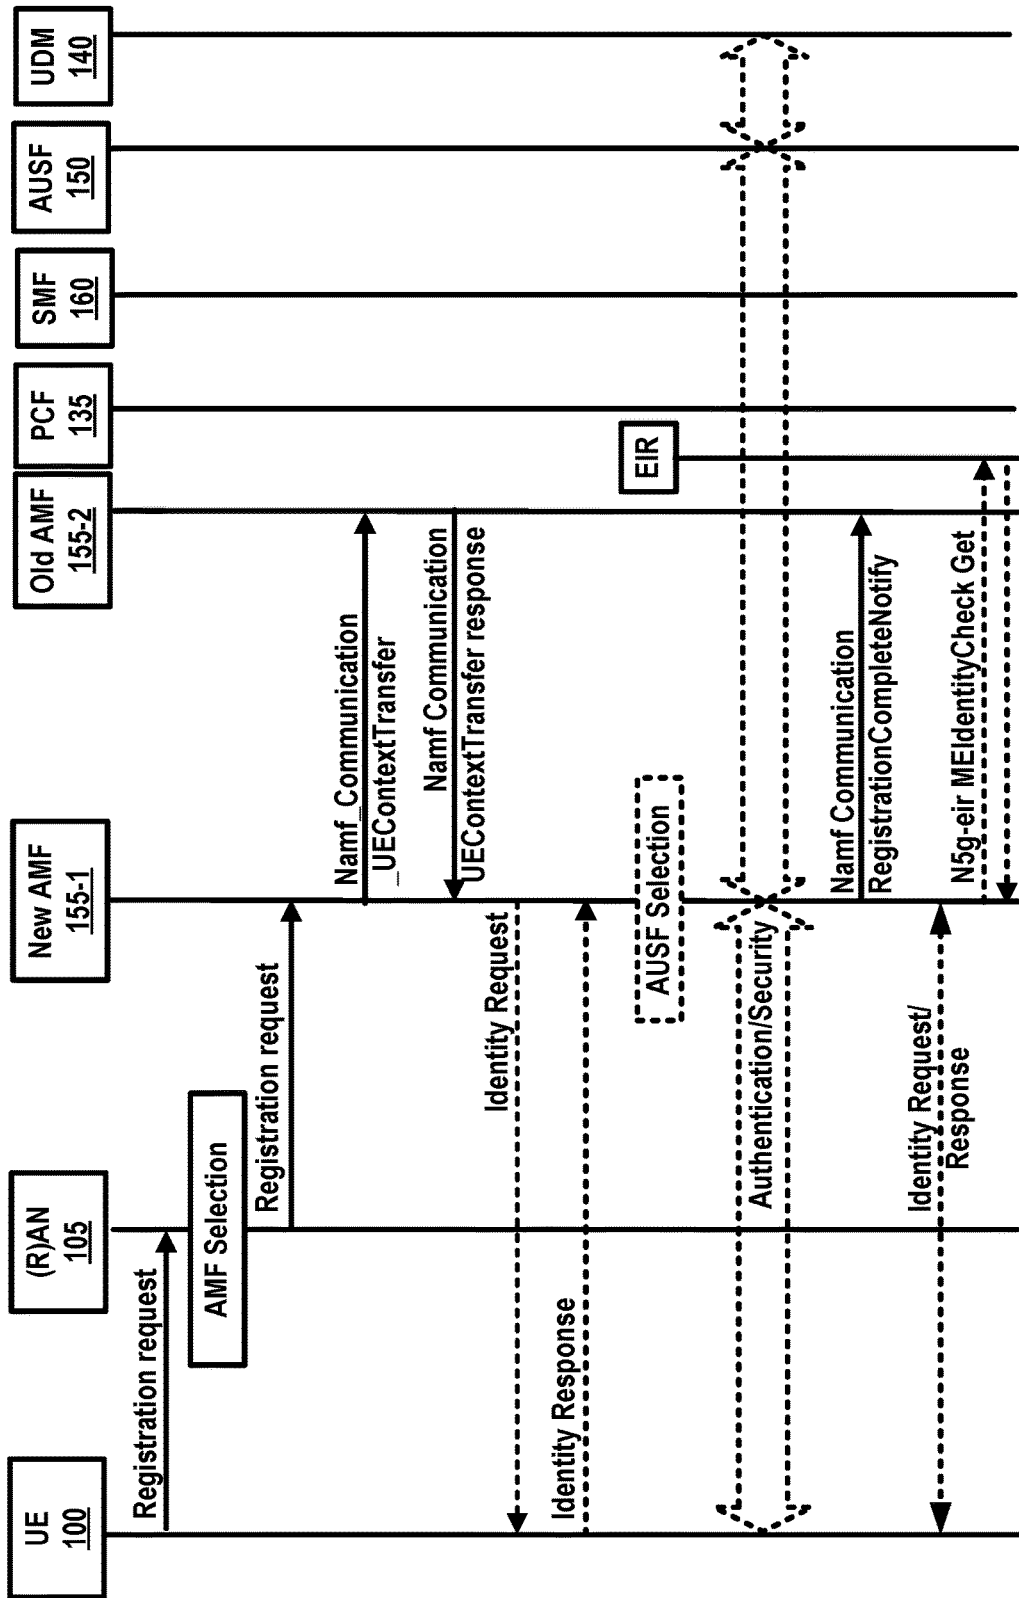 UE
100
(R)AN
105
New AMF
155-1
Old AMF
155-2
PCF
135
SMF
160
AUSF
150
UDM
140
Registration request
AMF Selection
Registration request
Namf_Communication
_UEContextTransfer
Namf Communication
UEContextTransfer response
Identity Request
Identity Response
AUSF Selection
EIR
Authentication/Security
Namf Communication
RegistrationCompleteNotify
Identity Request/
Response
N5g-eir MEIdentityCheck Get